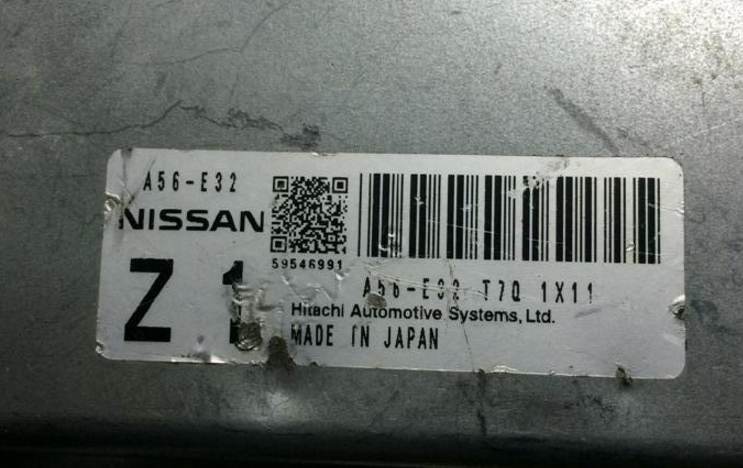 A56-E32
NISSAN
59546991
Z 1
A56-E32 T7Q 1X11
Hitachi Automotive Systems, Ltd.
MADE IN JAPAN